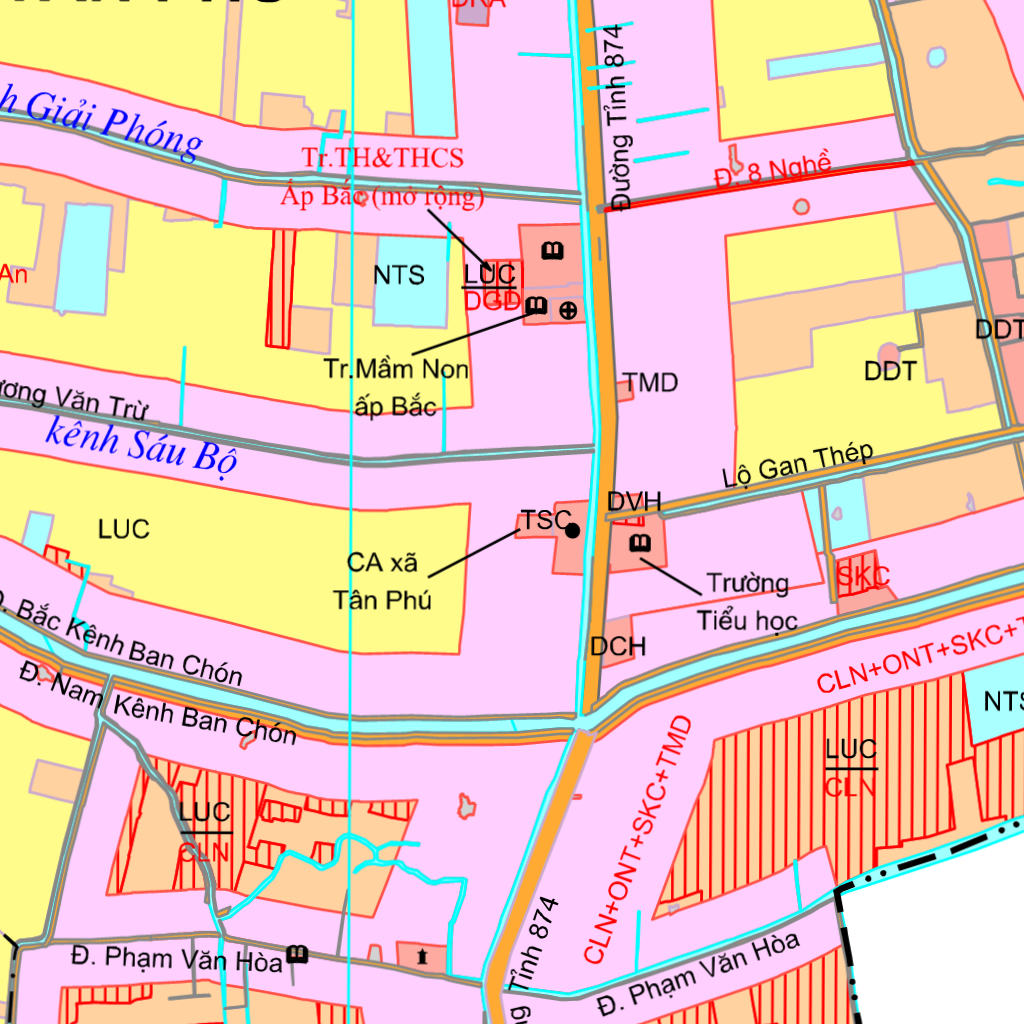 DRA
Đường Tỉnh 874
h Giải Phóng
Tr.TH&THCS
Ấp Bắc (mở rộng)
Đ. 8 Nghề
An
NTS
LUC
DGD
DDT
Tr.Mầm Non
ấp Bắc
TMD
DDT
ương Văn Trừ
kênh Sáu Bộ
Lộ Gan Thép
DVH
TSC
LUC
CA xã
Tân Phú
SKC
Trường
Tiểu học
Đ. Bắc Kênh Ban Chón
DCH
CLN+ONT+SKC+T
Đ. Nam Kênh Ban Chón
NTS
CLN+ONT+SKC+TMD
LUC
CLN
LUC
CLN
Đ. Phạm Văn Hòa
ng Tỉnh 874
Đ. Phạm Văn Hòa